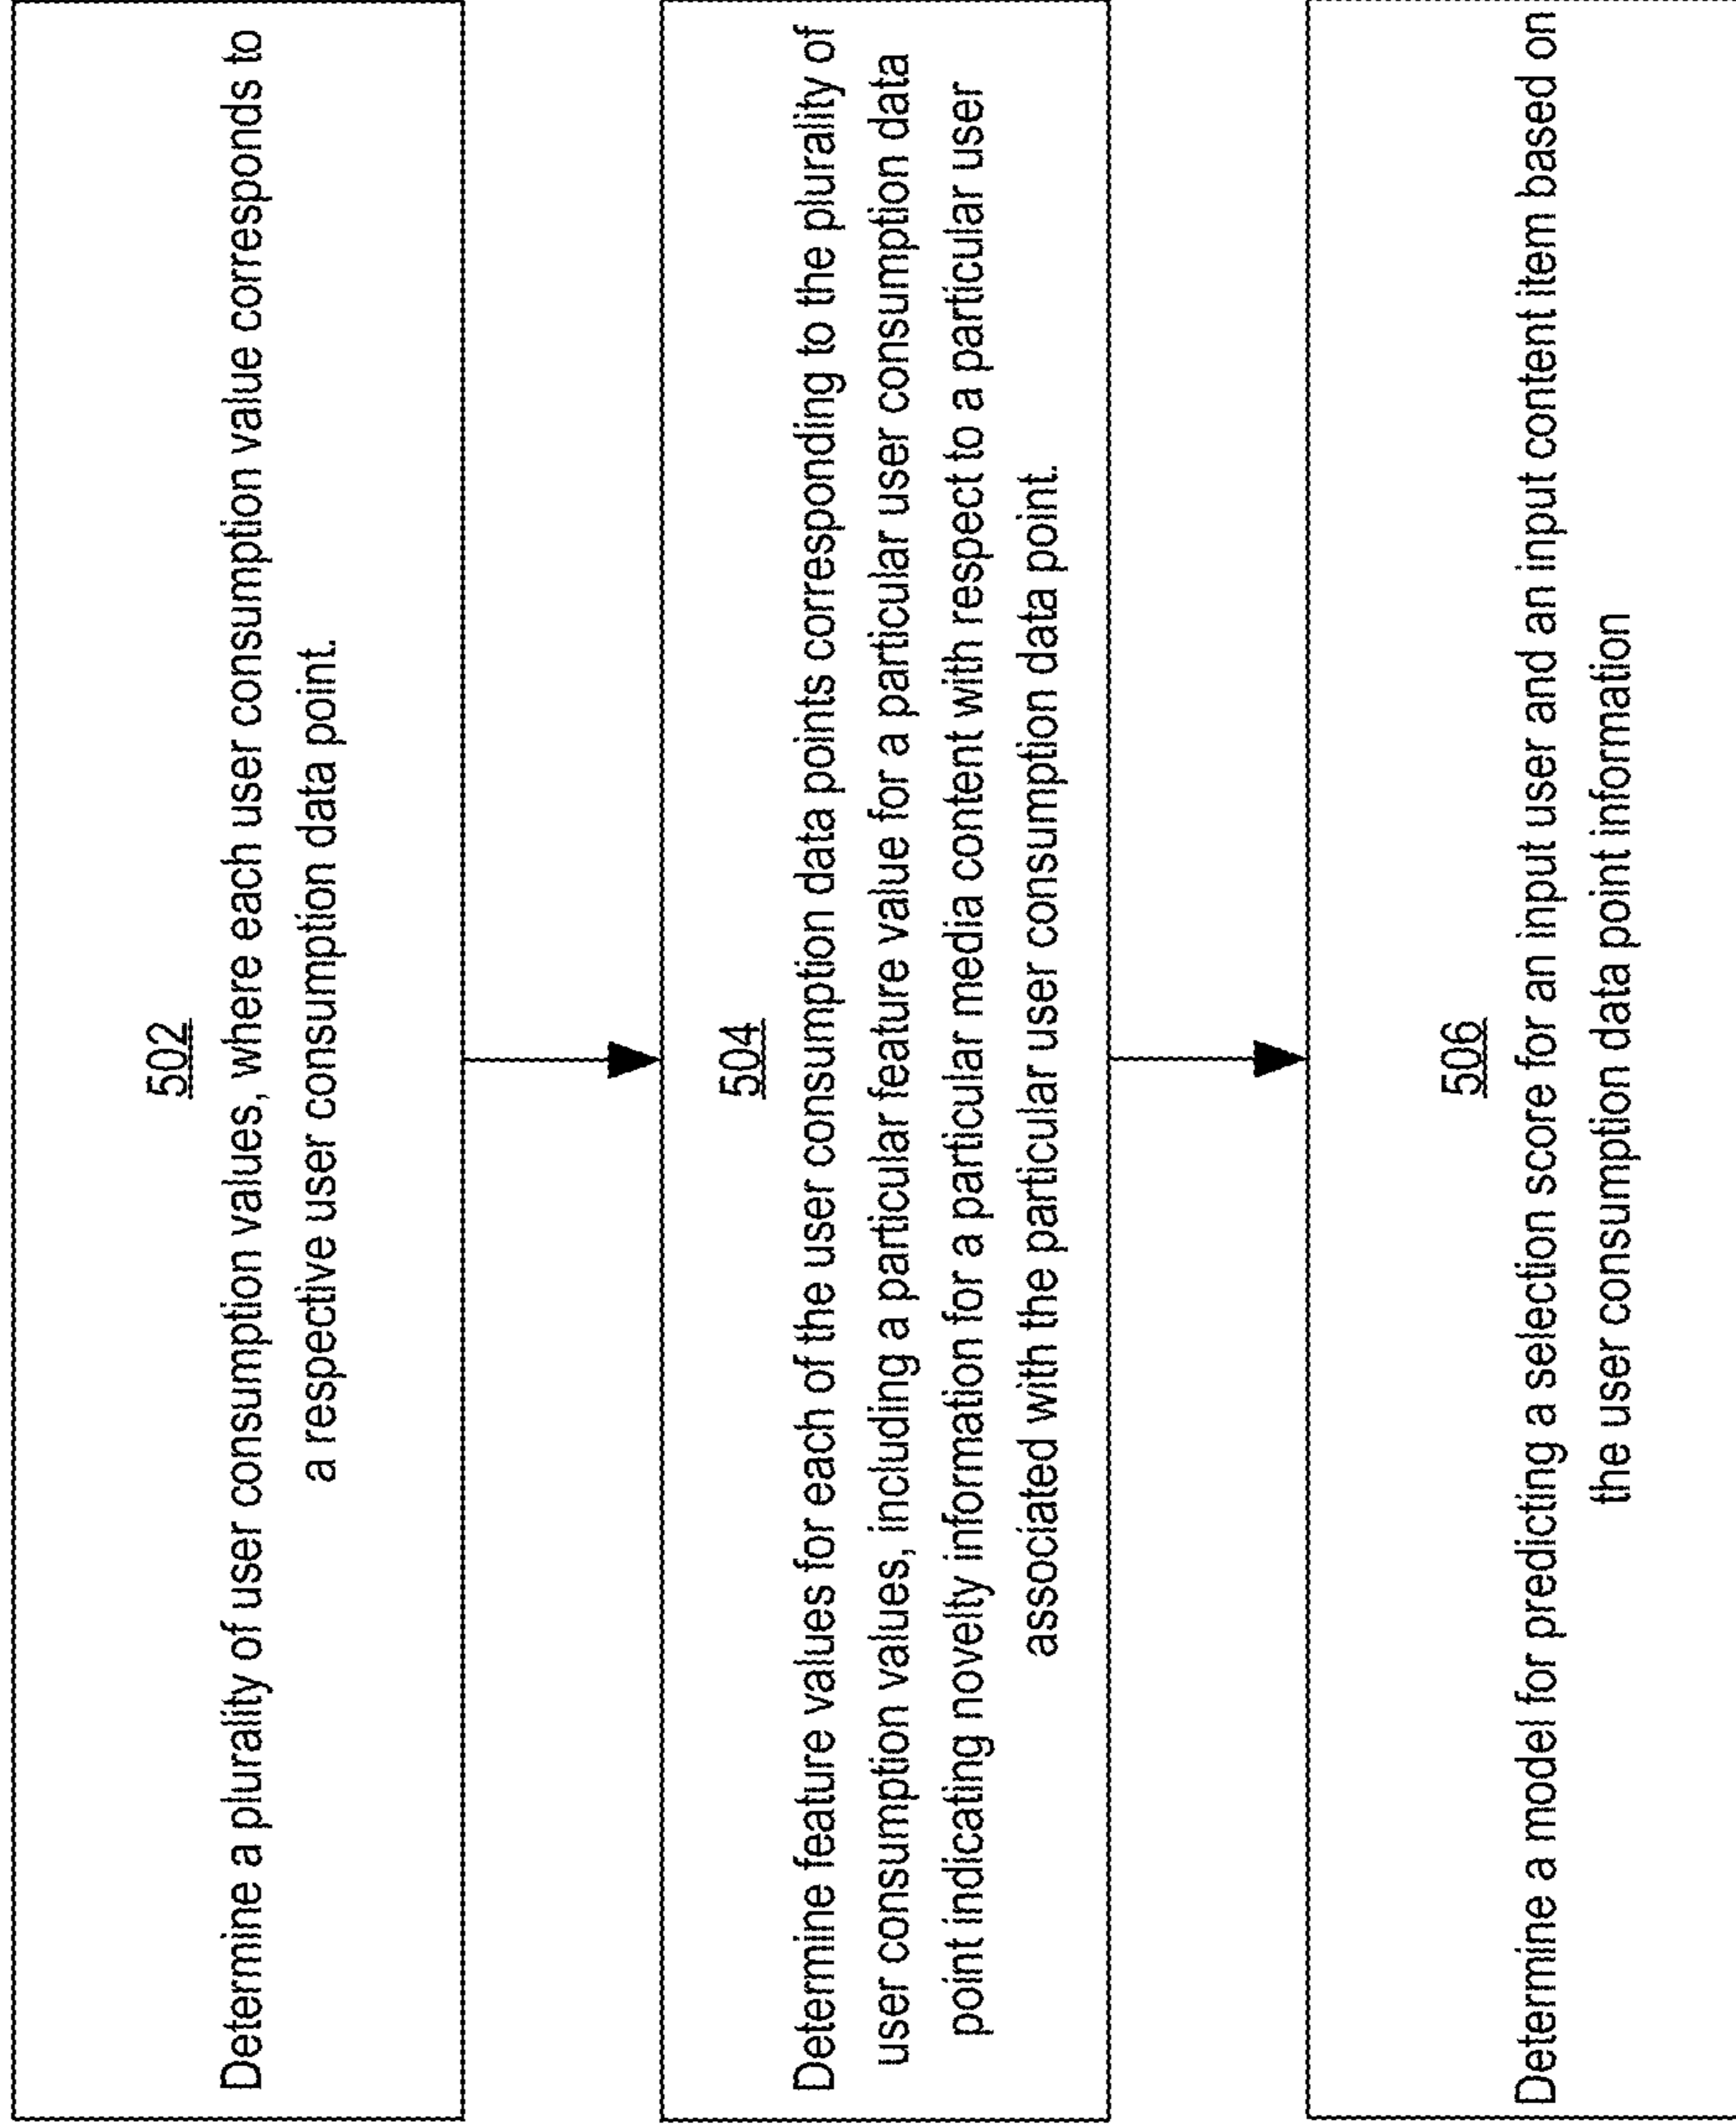 502
Determine a plurality of user consumption values, where each user consumption value corresponds to
a respective user consumption data point.
504
Determine feature values for each of the user consumption data points corresponding to the plurality of
user consumption values, including a particular feature value for a particular user consumption data
point indicating novelty information for a particular media content with respect to a particular user
associated with the particular user consumption data point.
506
Determine a model for predicting a selection score for an input user and an input content item based on
the user consumption data point information